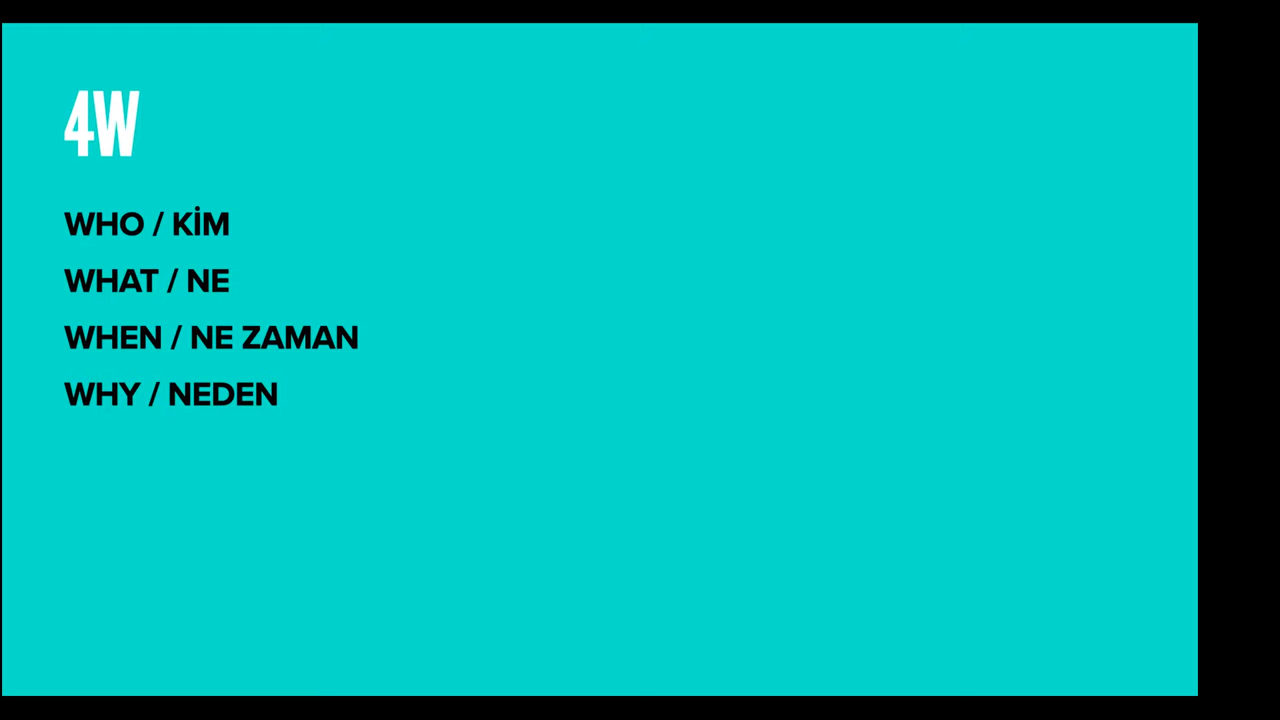 4W
WHO / KİM
WHAT / NE
WHEN / NE ZAMAN
WHY / NEDEN